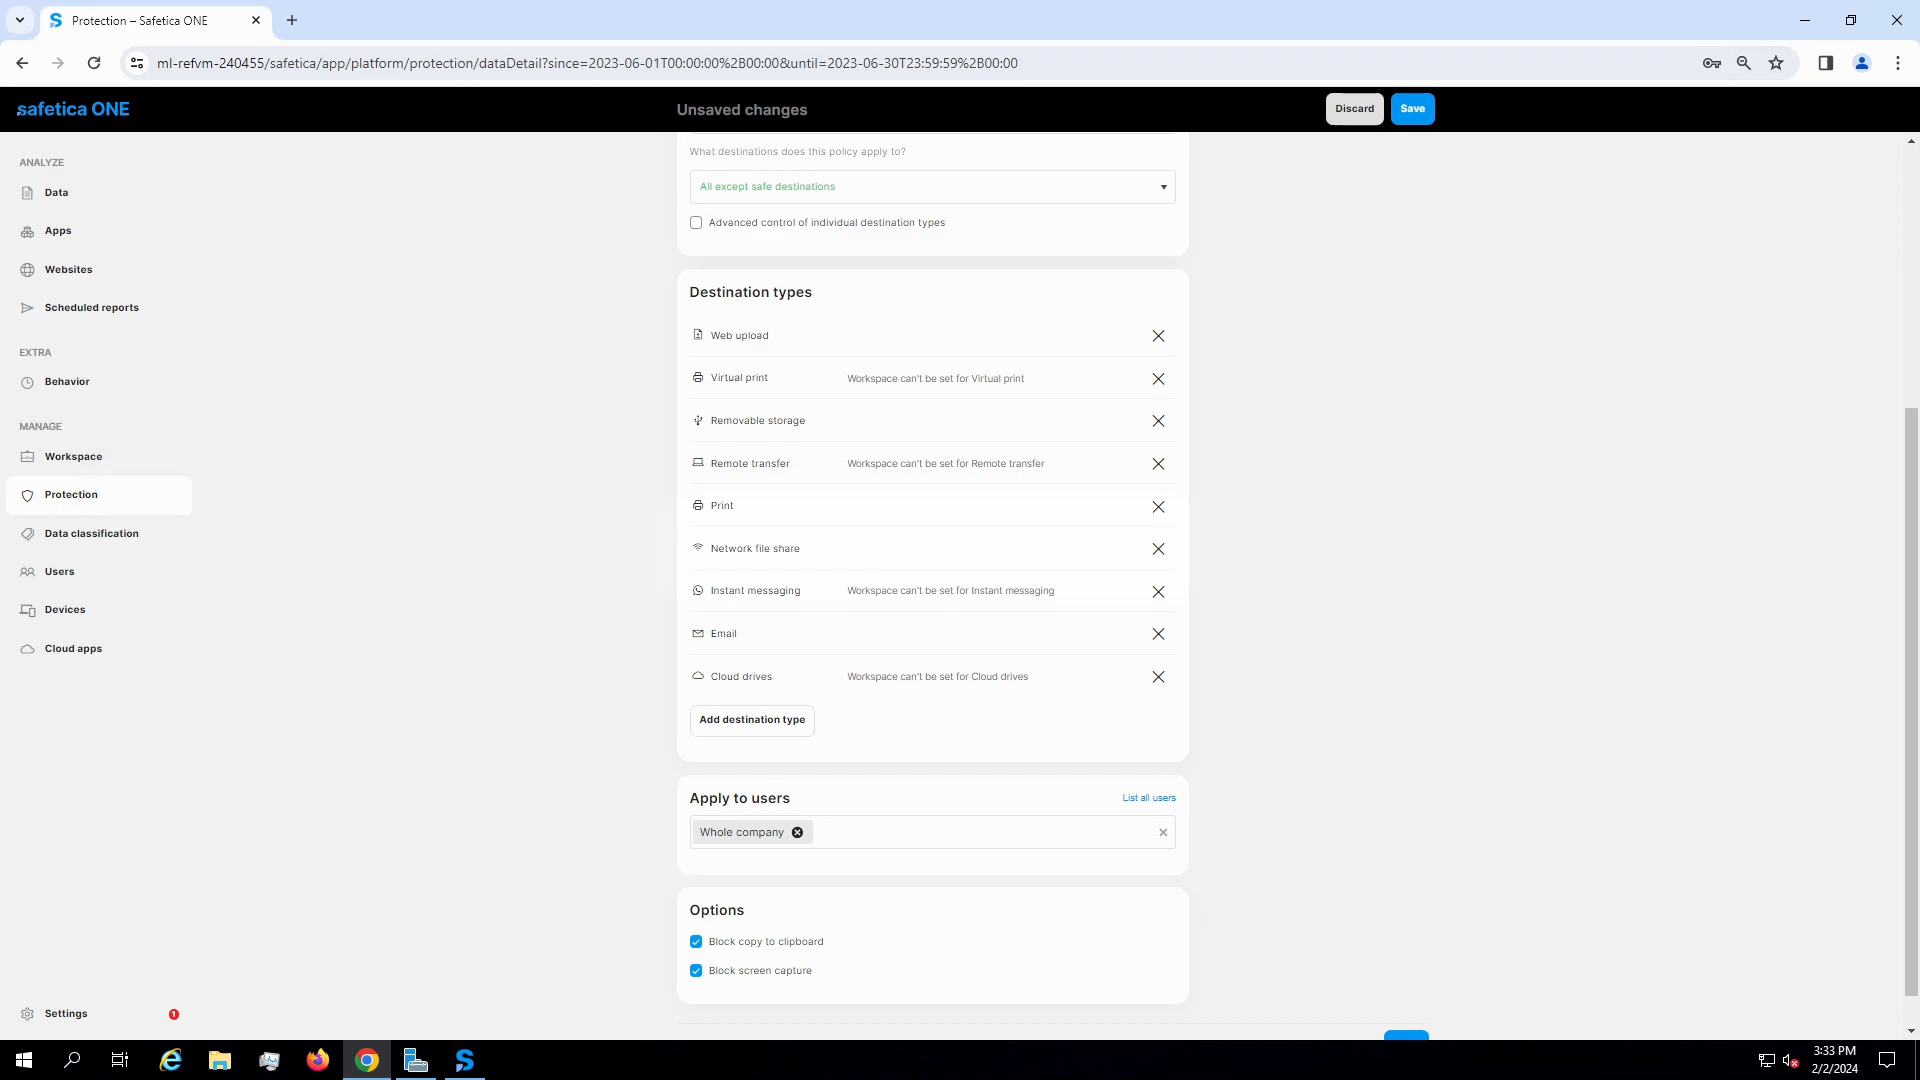 Protection – Safetica ONE
ml-refvm-240455/safetica/app/platform/protection/dataDetail?since=2023-06-01T00:00:00%2B00:00&until=2023-06-30T23:59:59%2B00:00
safetica ONE
Unsaved changes
Discard
Save
ANALYZE
Data
Apps
Websites
Scheduled reports
EXTRA
Behavior
MANAGE
Workspace
Protection
Data classification
Users
Devices
Cloud apps
Settings
1
What destinations does this policy apply to?
All except safe destinations
Advanced control of individual destination types
Destination types
Web upload
Virtual print Workspace can't be set for Virtual print
Removable storage
Remote transfer Workspace can't be set for Remote transfer
Print
Network file share
Instant messaging Workspace can't be set for Instant messaging
Email
Cloud drives Workspace can't be set for Cloud drives
Add destination type
Apply to users List all users
Whole company
Options
Block copy to clipboard
Block screen capture
3:33 PM
2/2/2024